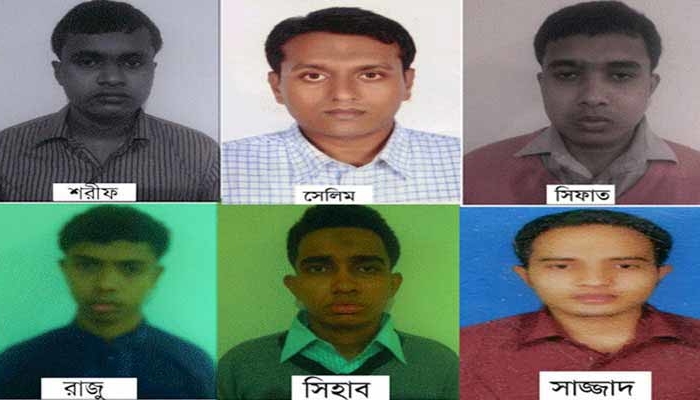 শরীফ
সেলিম
সিফাত
রাজু
সিহাব
সাজ্জাদ